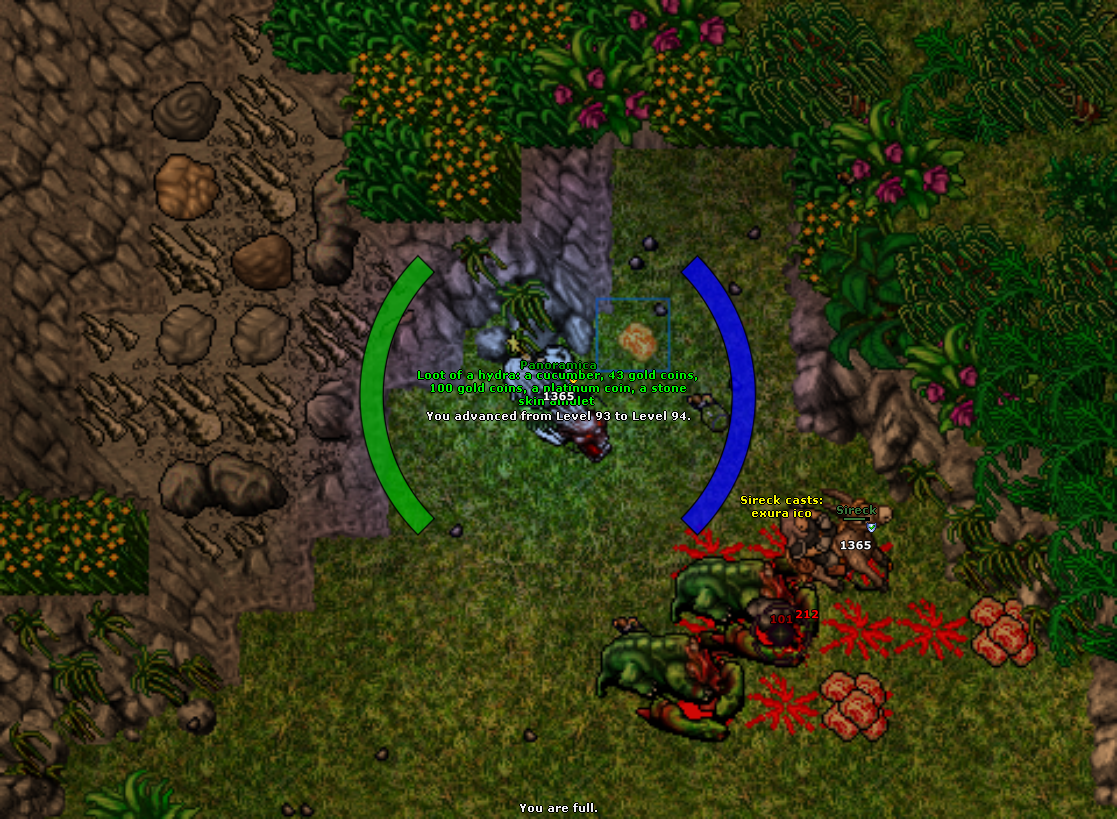 Panoramica
Loot of a hydra: a cucumber, 43 gold coins,
100 gold coins, a platinum coin, a stone
skin amulet
1365
You advanced from Level 93 to Level 94.
Sireck casts:
exura ico
Sireck
1365
101
212
You are full.